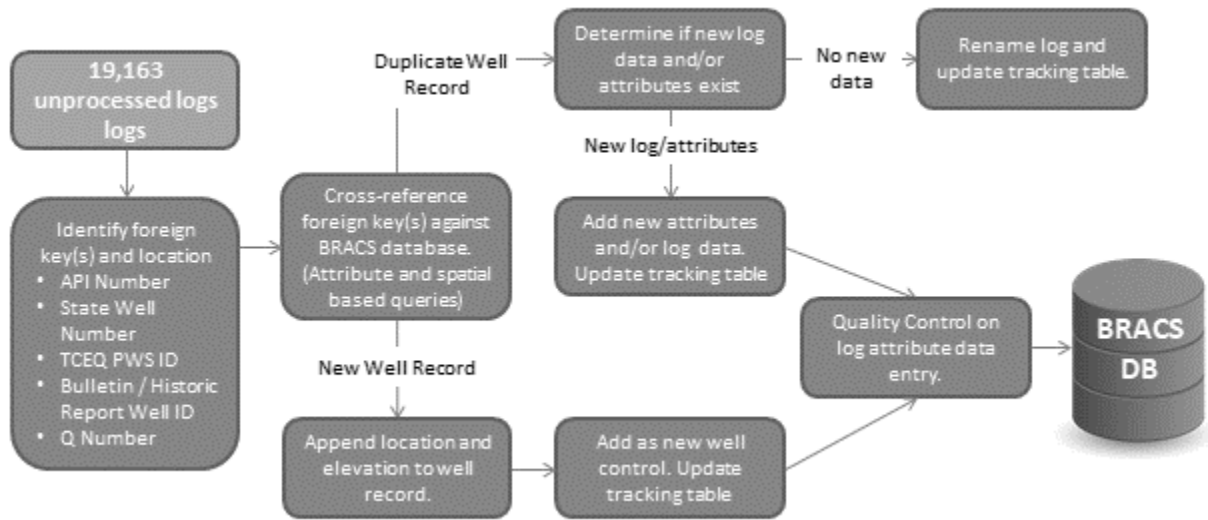 19,163
unprocessed logs
logs
Identify foreign
key(s) and location
• API Number
• State Well
Number
• TCEQ PWS ID
• Bulletin / Historic
Report Well ID
• Q Number
Cross-reference
foreign key(s) against
BRACS database.
(Attribute and spatial
based queries)
Duplicate Well
Record
Determine if new log
data and/or
attributes exist
No new
data
Rename log and
update tracking table.
New log/attributes
Add new attributes
and/or log data.
Update tracking table
New Well Record
Append location and
elevation to well
record.
Add as new well
control. Update
tracking table
Quality Control on
log attribute data
entry.
BRACS
DB